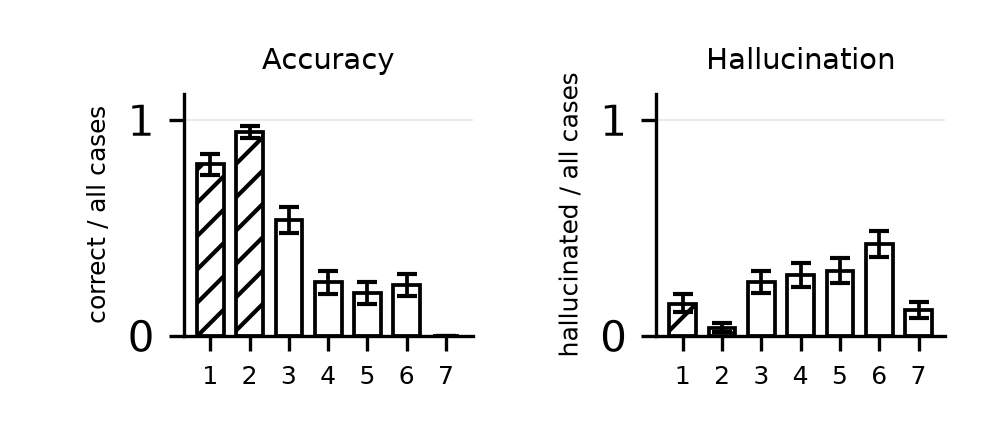 Accuracy
correct / all cases
1
0
1 2 3 4 5 6 7
Hallucination
hallucinated / all cases
1
0
1 2 3 4 5 6 7